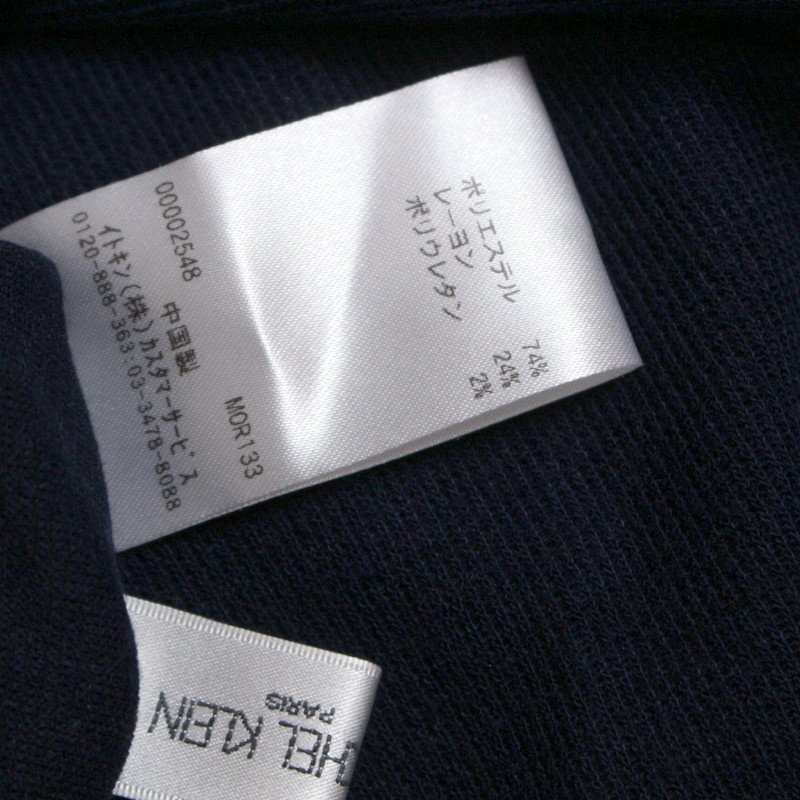 ポリエステル 74%
レーヨン 24%
ポリウレタン 2%
MOR133
00002548 中国製
イトキン(株)カスタマーサービス
0120-888-363:03-3478-8088
HEL KLEIN
PARIS